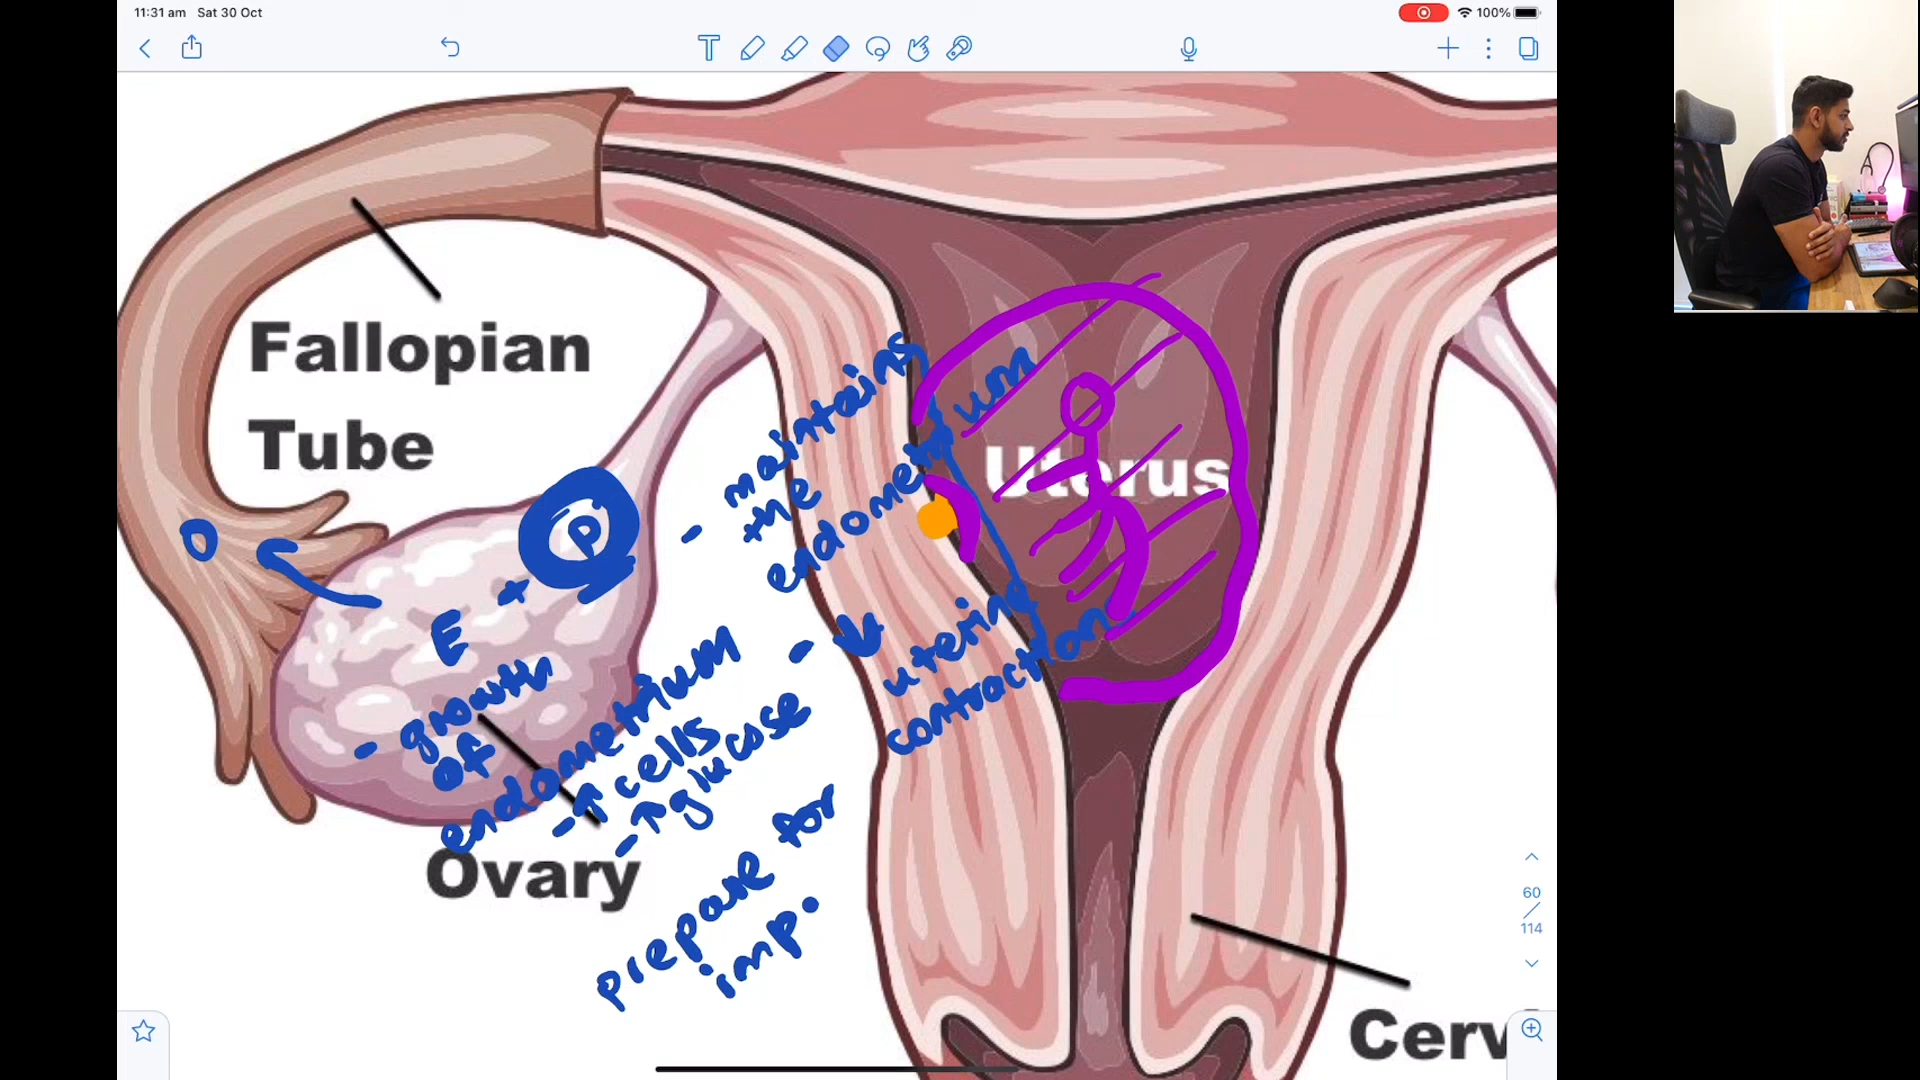 11:31 am Sat 30 Oct
100%
Fallopian
Tube
Uterus
Ovary
Cerv
O
E + P
- growth
of
endometrium
- ↑ cells
- ↑ glucose
prepare for
imp.
- maintains
the
endometrium
- ↓
uterine
contraction
60
114